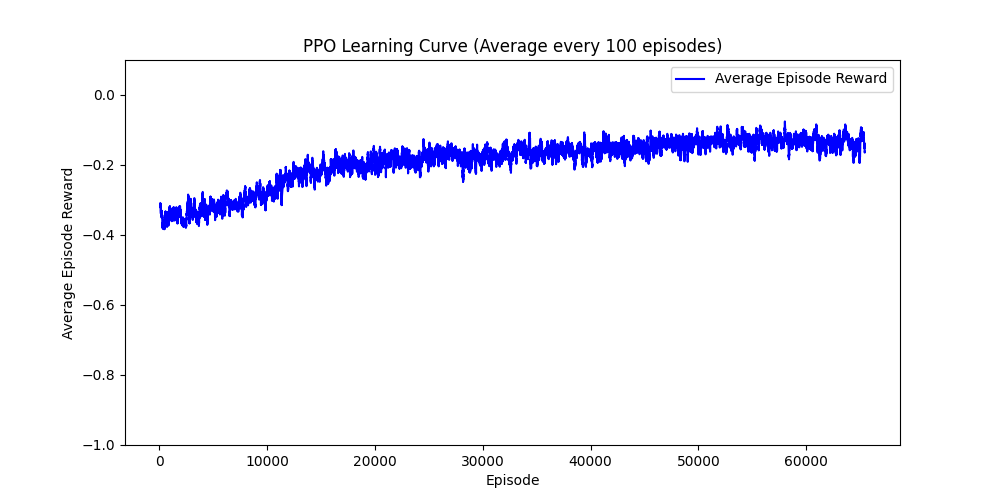 PPO Learning Curve (Average every 100 episodes)
Average Episode Reward
0.0
−0.2
−0.4
−0.6
−0.8
−1.0
Average Episode Reward
0 10000 20000 30000 40000 50000 60000
Episode